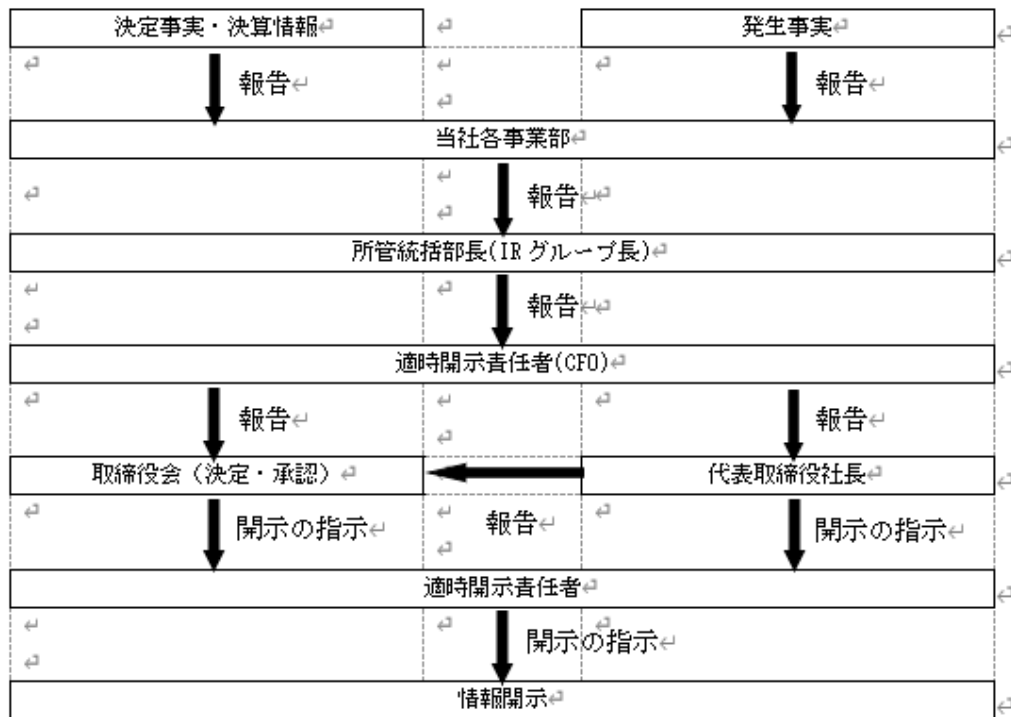 決定事実・決算情報 発生事実
報告 報告
当社各事業部
報告
所管統括部長(IRグループ長)
報告
適時開示責任者(CFO)
報告 報告
取締役会（決定・承認） 代表取締役社長
報告
開示の指示 開示の指示
適時開示責任者
開示の指示
情報開示